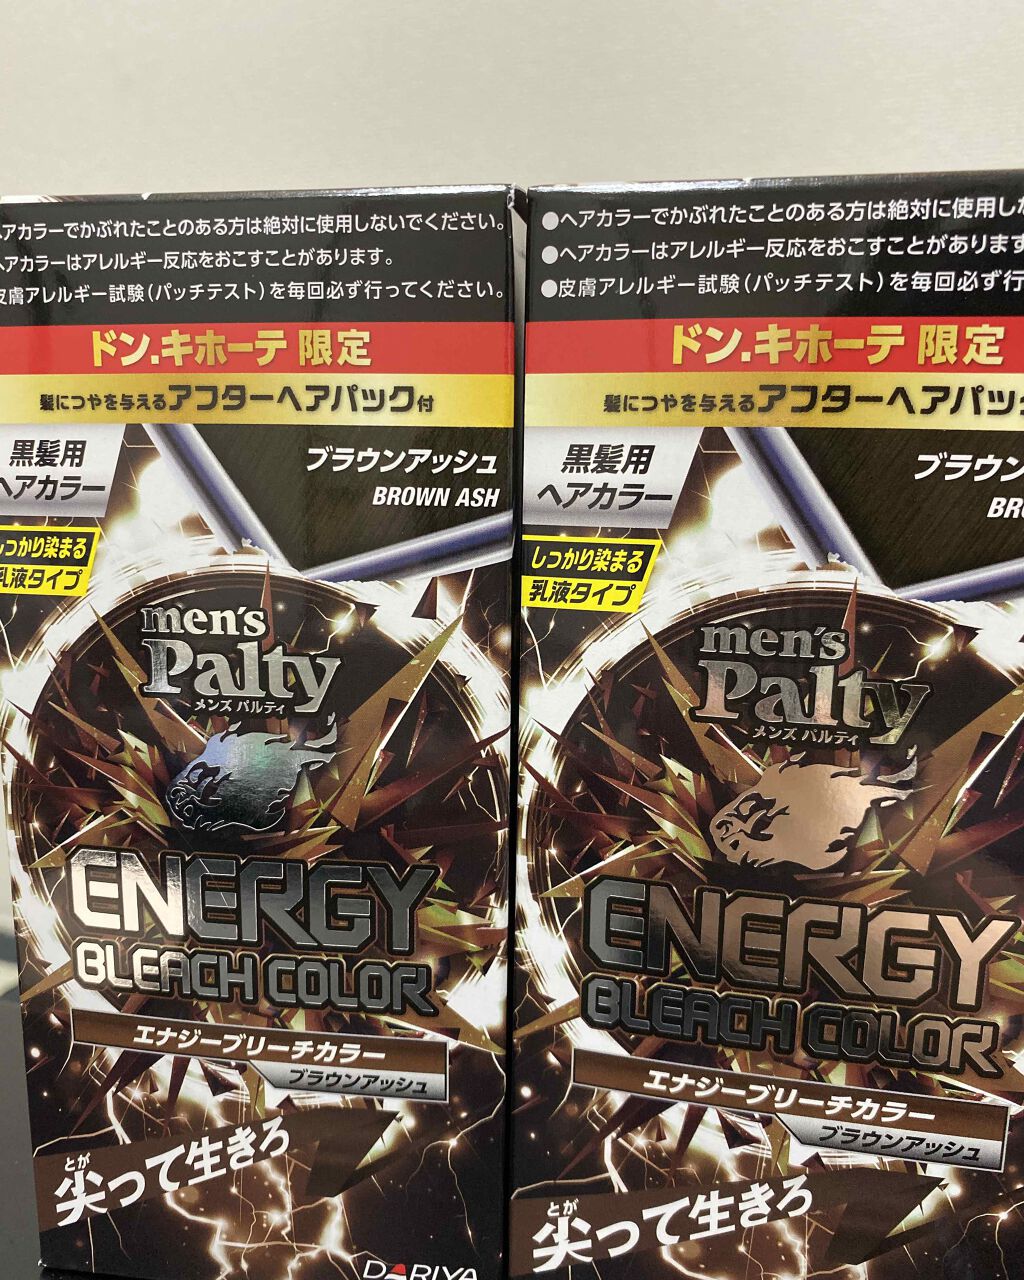 ヘアカラーでかぶれたことのある方は絶対に使用しないでください。
ヘアカラーはアレルギー反応をおこすことがあります。
皮膚アレルギー試験(パッチテスト)を毎回必ず行ってください。
ドン.キホーテ 限定
髪につやを与えるアフターヘアパック付
黒髪用
ヘアカラー
ブラウンアッシュ
BROWN ASH
しっかり染まる
乳液タイプ
men's
Palty
メンズ パルティ
ENERGY
BLEACH COLOR
エナジーブリーチカラー
ブラウンアッシュ
とが
尖って生きろ
DARIYA
●ヘアカラーでかぶれたことのある方は絶対に使用しな
●ヘアカラーはアレルギー反応をおこすことがあります
●皮膚アレルギー試験(パッチテスト)を毎回必ず行
ドン.キホーテ 限定
髪につやを与えるアフターヘアパッ
黒髪用
ヘアカラー
ブラウン
BRO
しっかり染まる
乳液タイプ
men's
Palty
メンズ パルティ
ENERGY
BLEACH COLOR
エナジーブリーチカラー
ブラウンアッシュ
とが
尖って生きろ